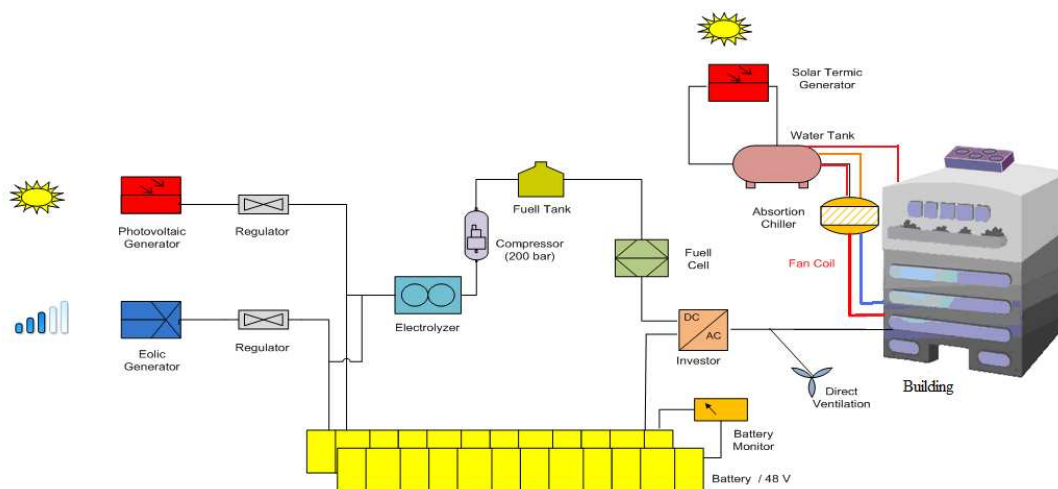 Solar Termic
Generator
Water Tank
Fuell Tank
Absortion
Chiller
Photovoltaic
Generator
Regulator
Compressor
(200 bar)
Fuell
Cell
Fan Coil
Electrolyzer
DC
AC
Eolic
Generator
Regulator
Investor
Building
Direct
Ventilation
Battery
Monitor
Battery / 48 V